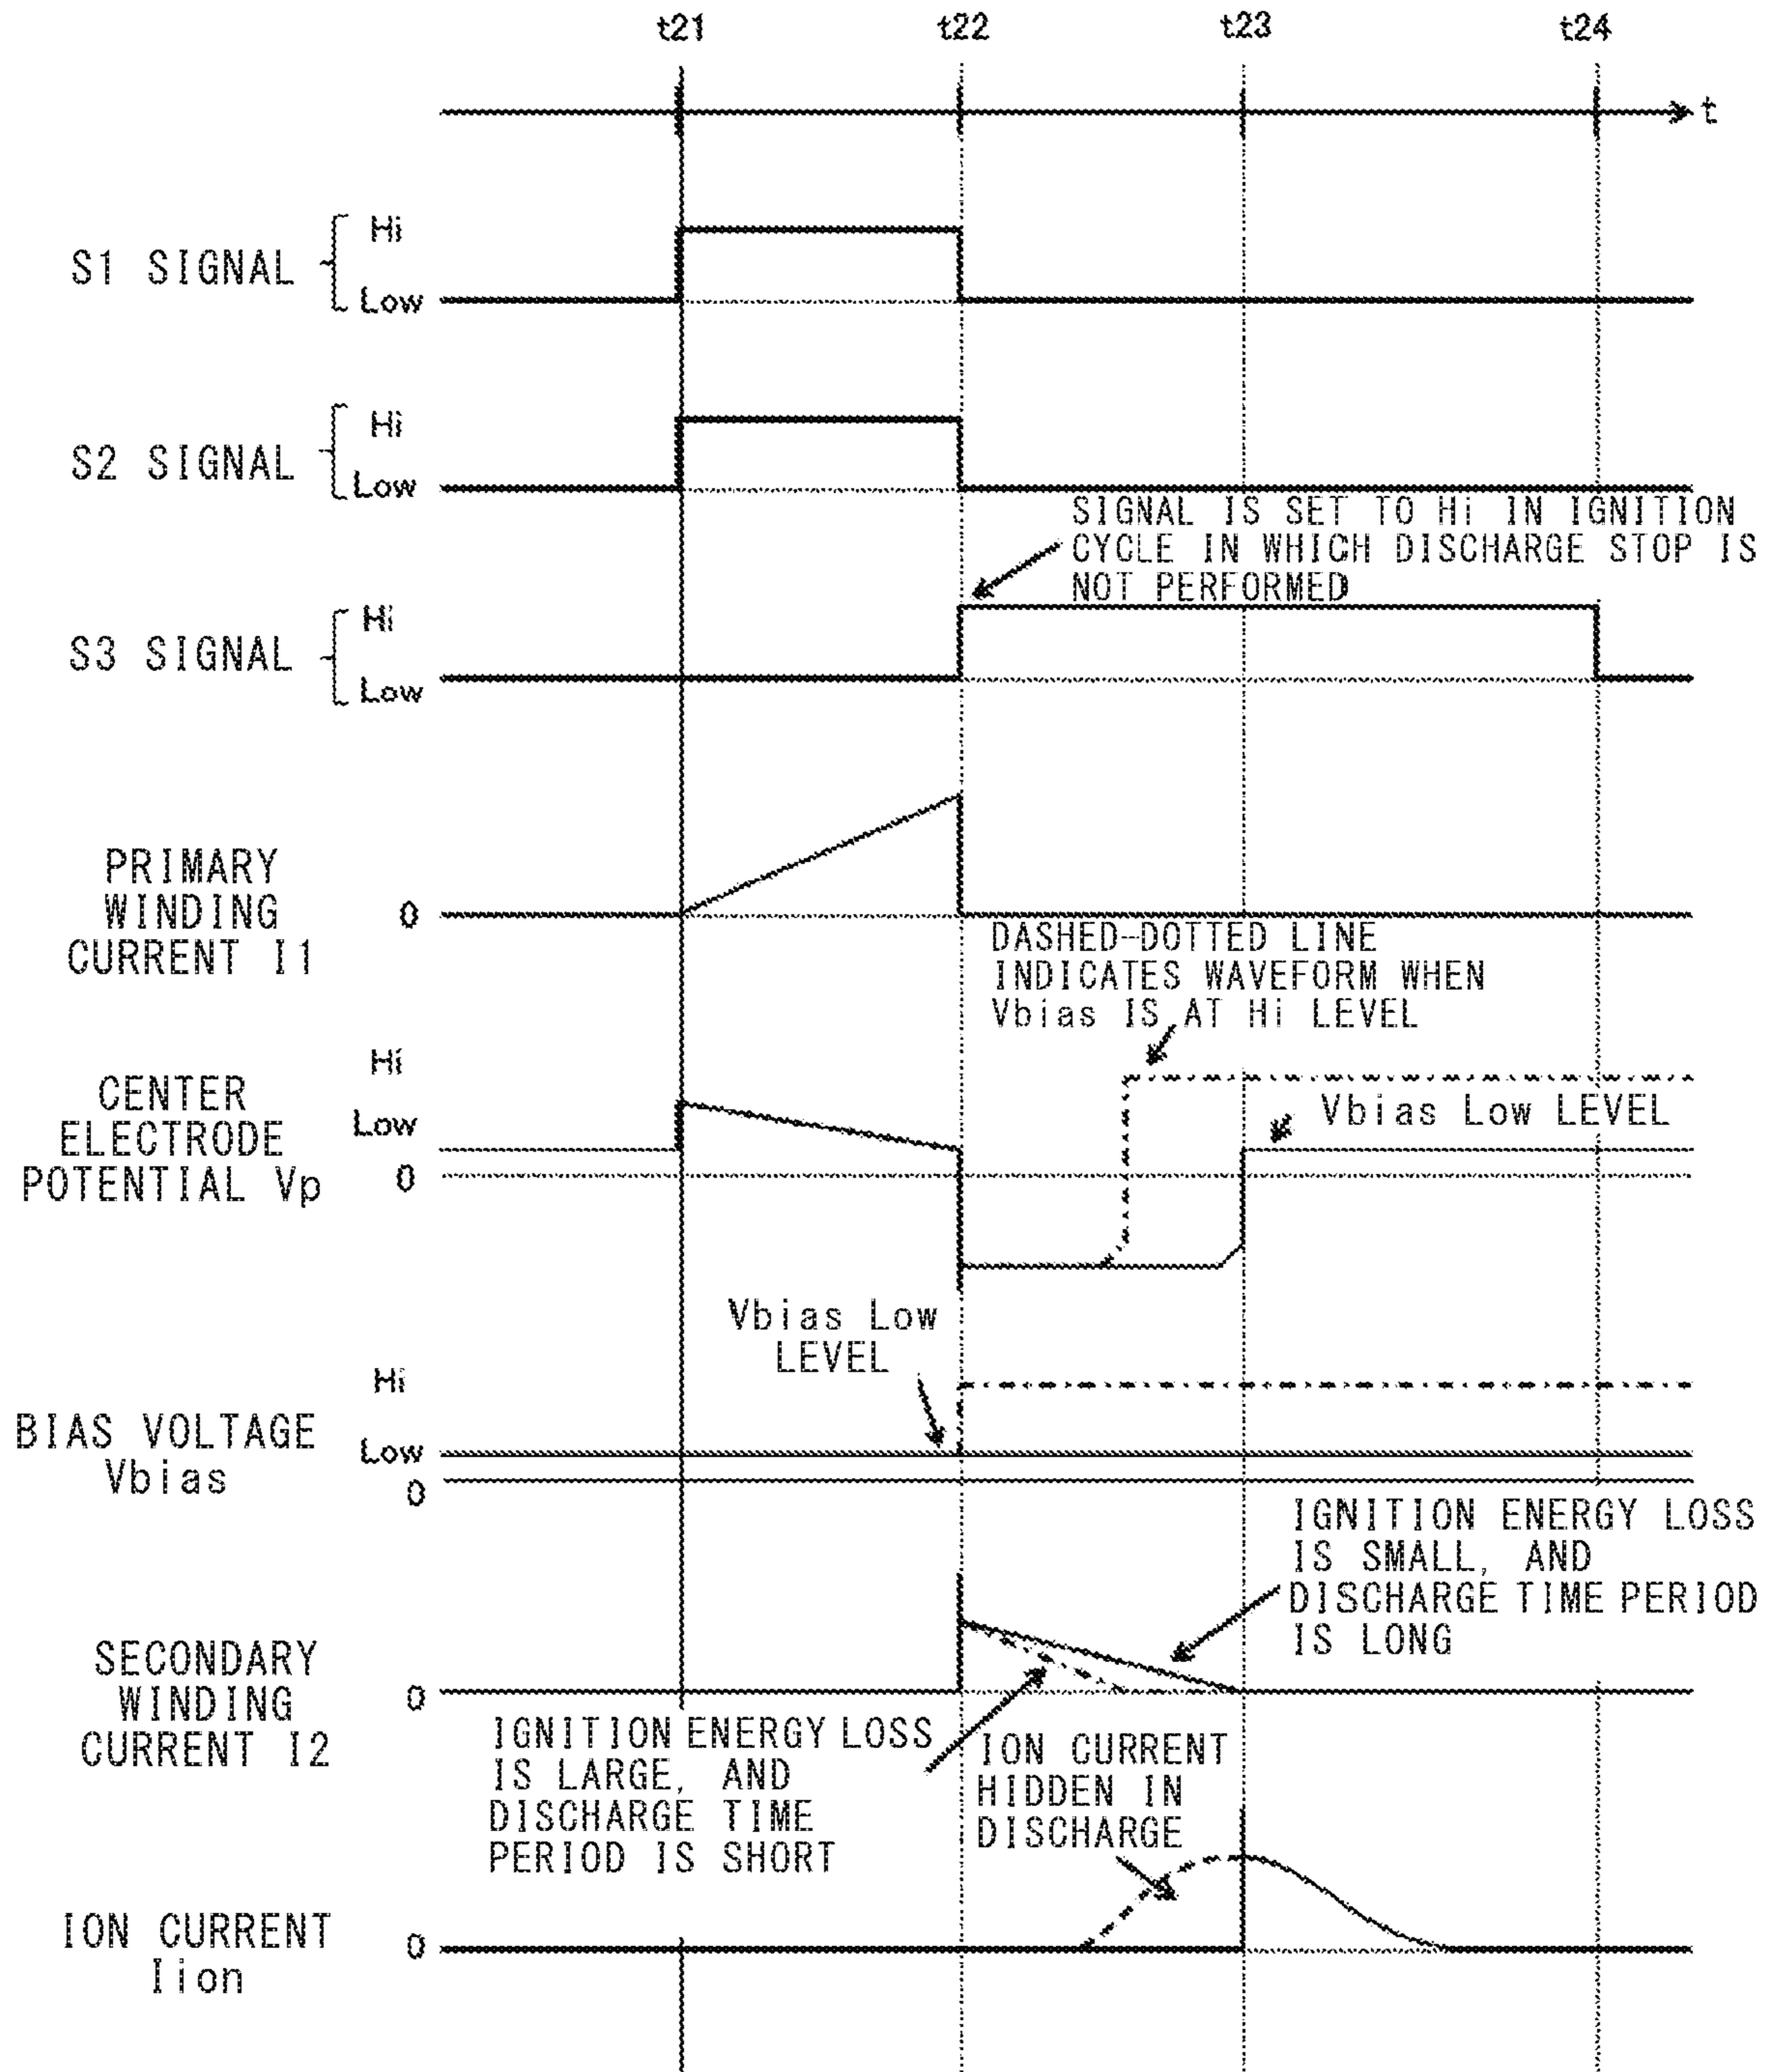 t21
t22
t23
t24
t
S1 SIGNAL
Hi
Low
S2 SIGNAL
Hi
Low
SIGNAL IS SET TO Hi IN IGNITION
CYCLE IN WHICH DISCHARGE STOP IS
NOT PERFORMED
S3 SIGNAL
Hi
Low
PRIMARY
WINDING
CURRENT I1
0
DASHED-DOTTED LINE
INDICATES WAVEFORM WHEN
Vbias IS AT Hi LEVEL
CENTER
ELECTRODE
POTENTIAL Vp
Hi
Low
0
Vbias Low LEVEL
Vbias Low
LEVEL
BIAS VOLTAGE
Vbias
Hi
Low
0
IGNITION ENERGY LOSS
IS SMALL, AND
DISCHARGE TIME PERIOD
IS LONG
SECONDARY
WINDING
CURRENT I2
0
IGNITION ENERGY LOSS
IS LARGE, AND
DISCHARGE TIME
PERIOD IS SHORT
ION CURRENT
HIDDEN IN
DISCHARGE
ION CURRENT
Iion
0